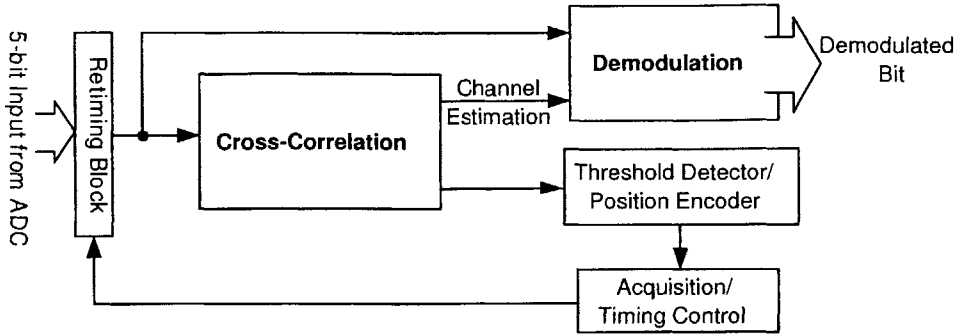 5-bit Input from ADC
Retiming Block
Cross-Correlation
Channel
Estimation
Demodulation
Demodulated
Bit
Threshold Detector/
Position Encoder
Acquisition/
Timing Control